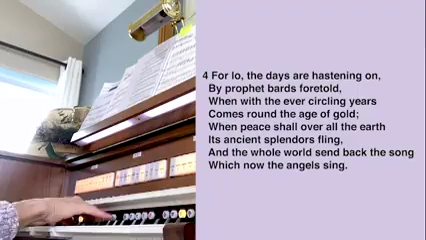 4 For lo, the days are hastening on,
By prophet bards foretold,
When with the ever circling years
Comes round the age of gold;
When peace shall over all the earth
Its ancient splendors fling,
And the whole world send back the song
Which now the angels sing.